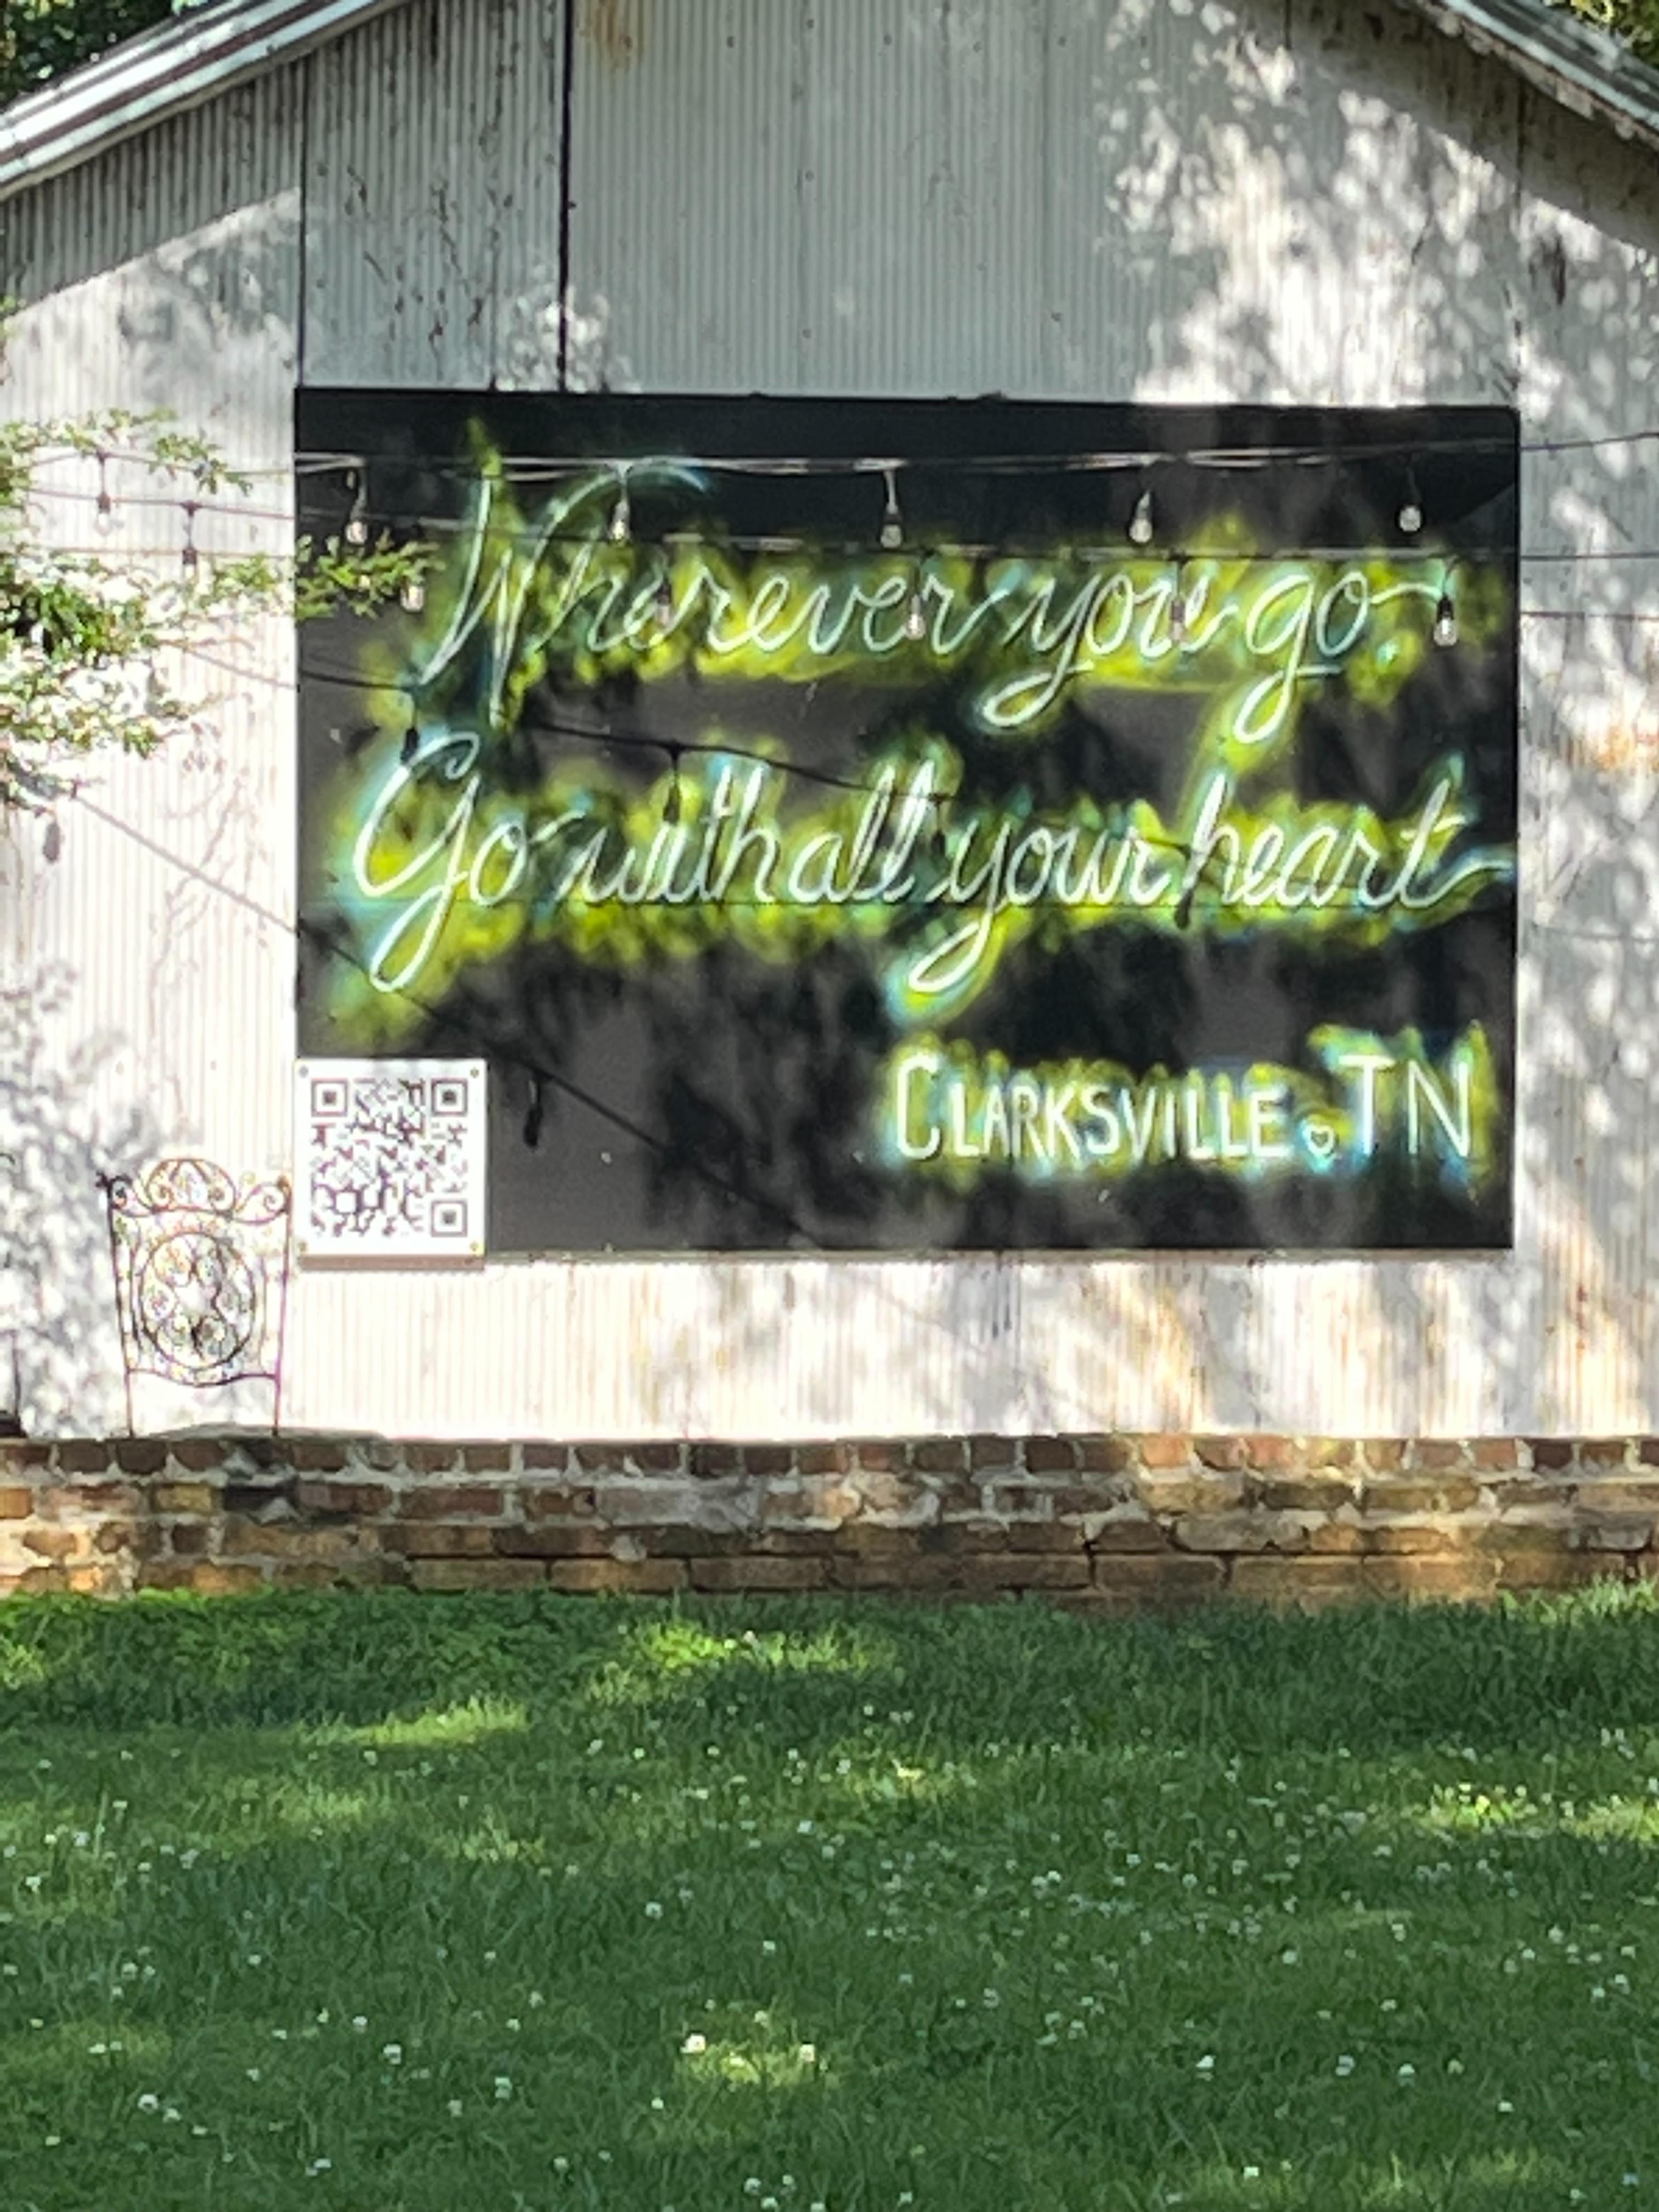 Wherever you go.
Go with all your heart
CLARKSVILLE, TN